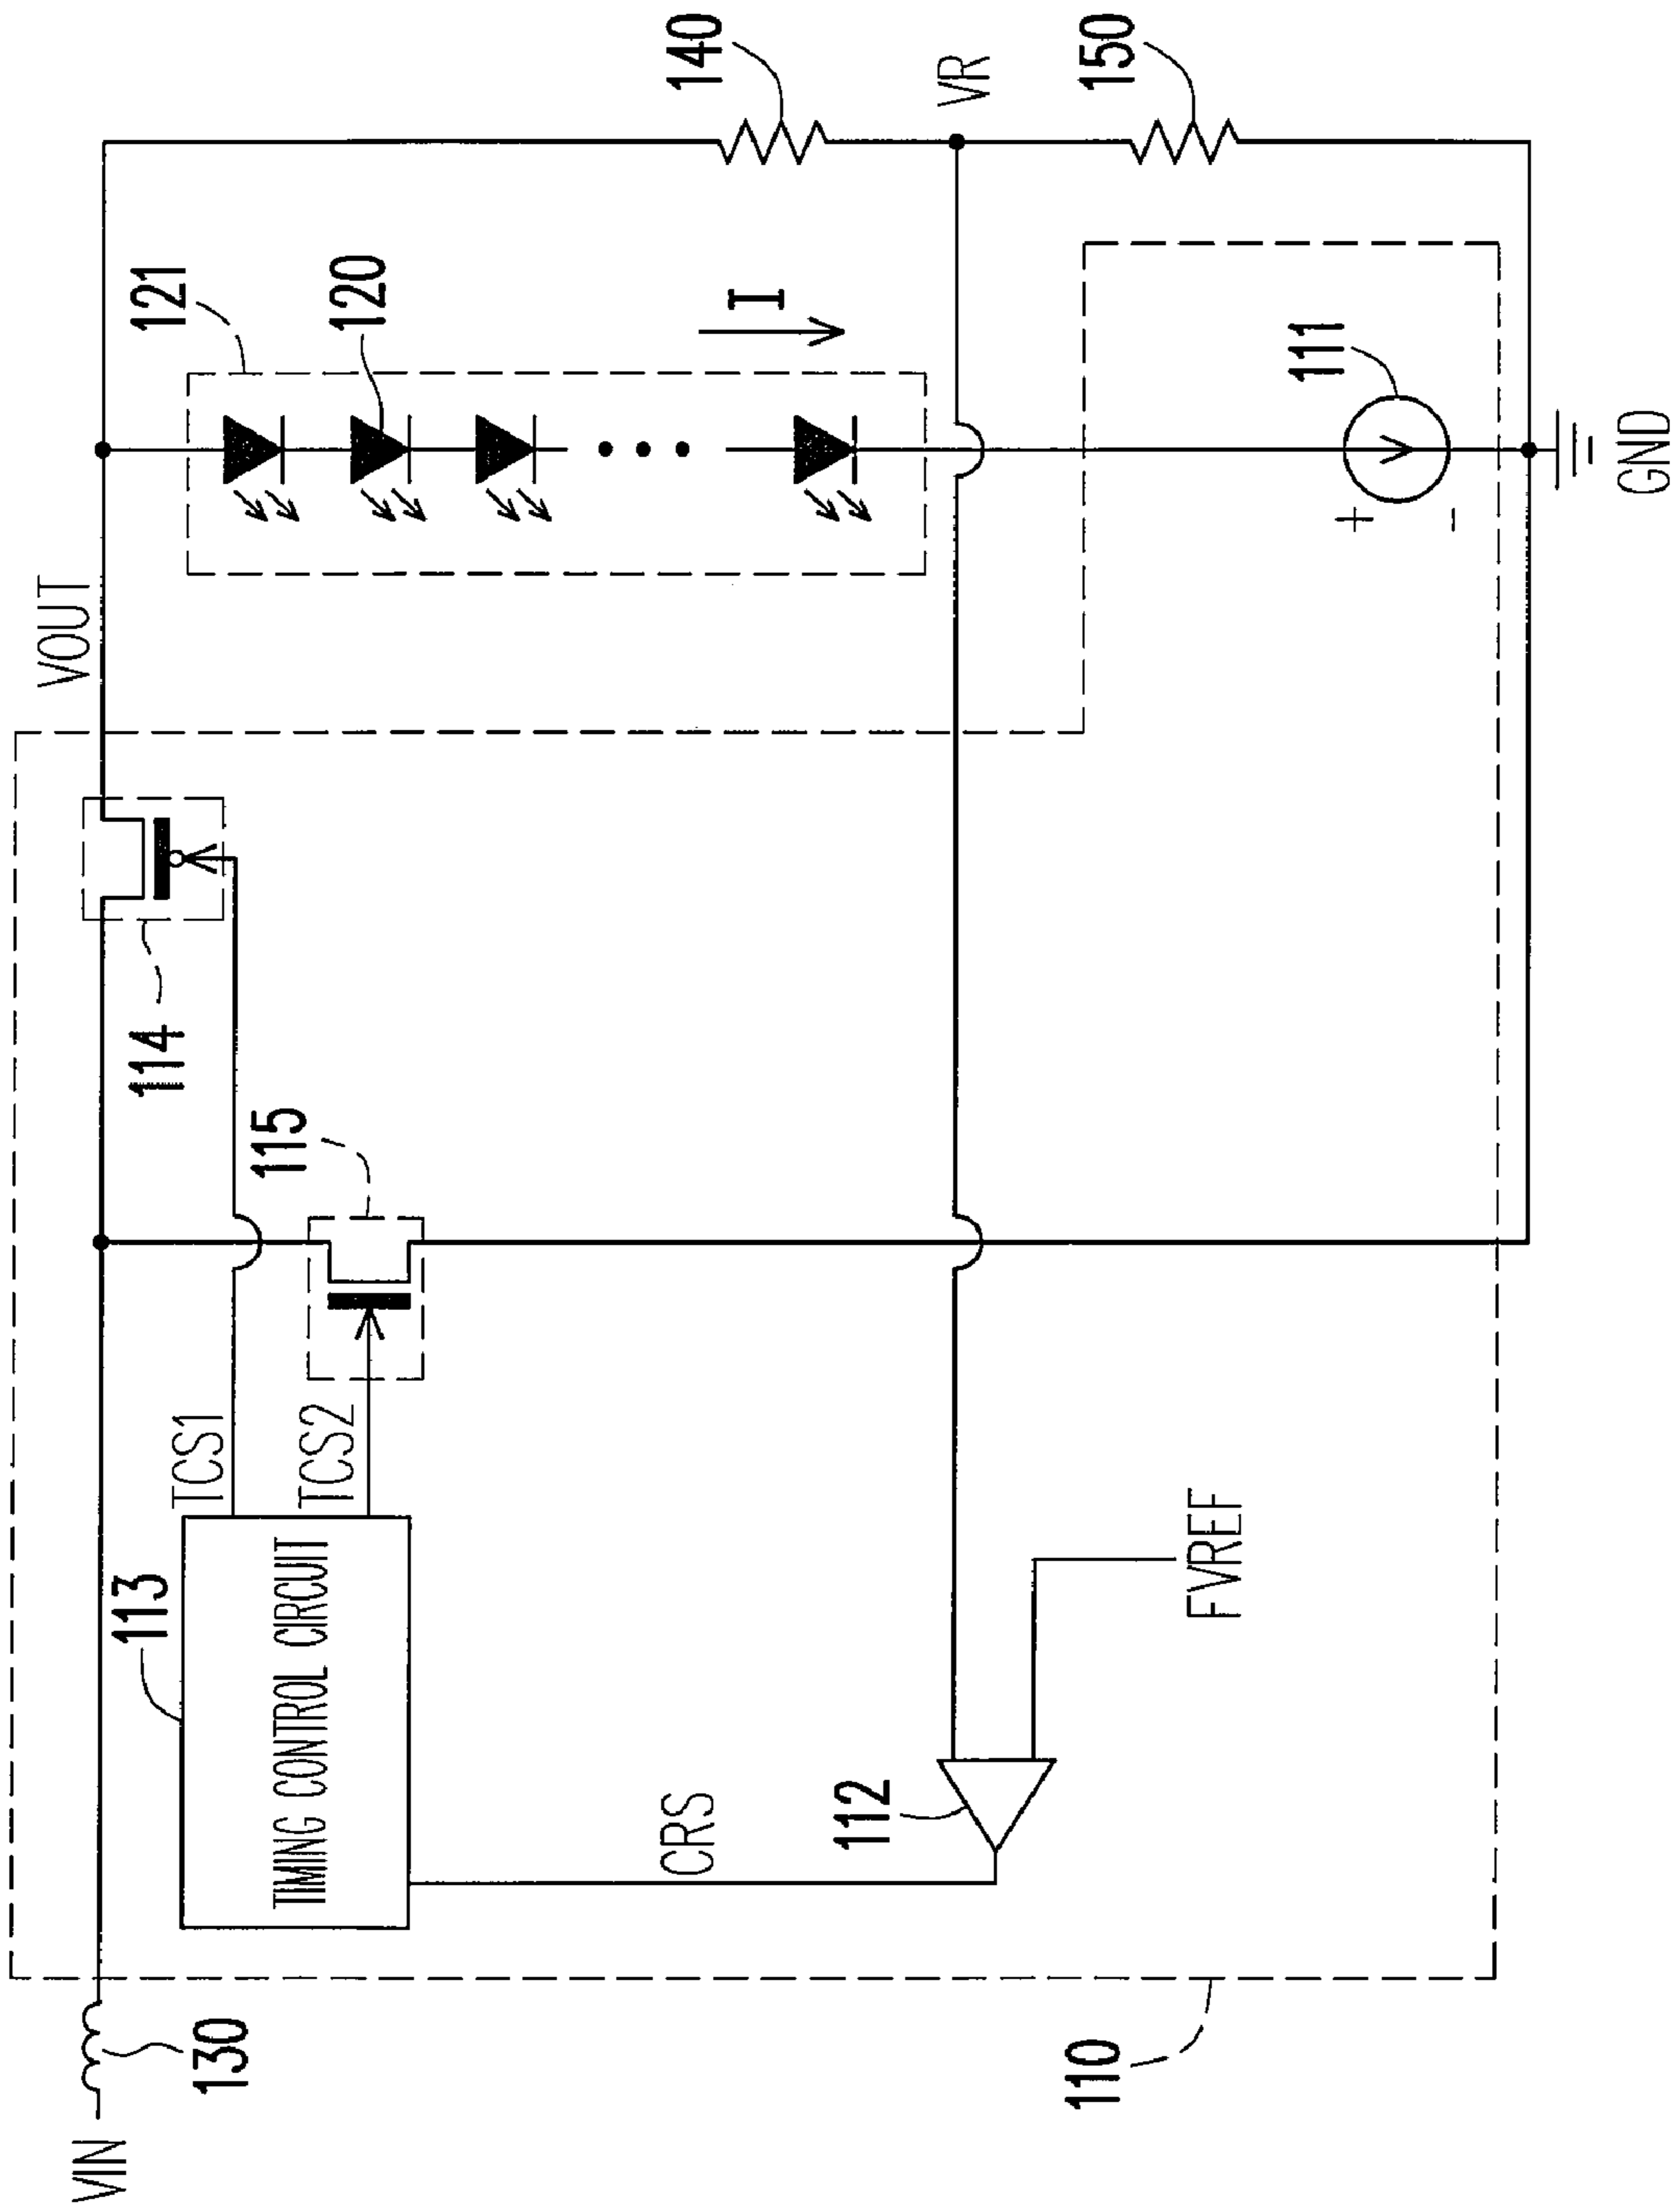 VIN
130
110
113
TIMING CONTROL CIRCUIT
TCS1
TCS2
CRS
112
FVREF
115
114
VOUT
121
120
I
111
+
-
GND
140
VR
150